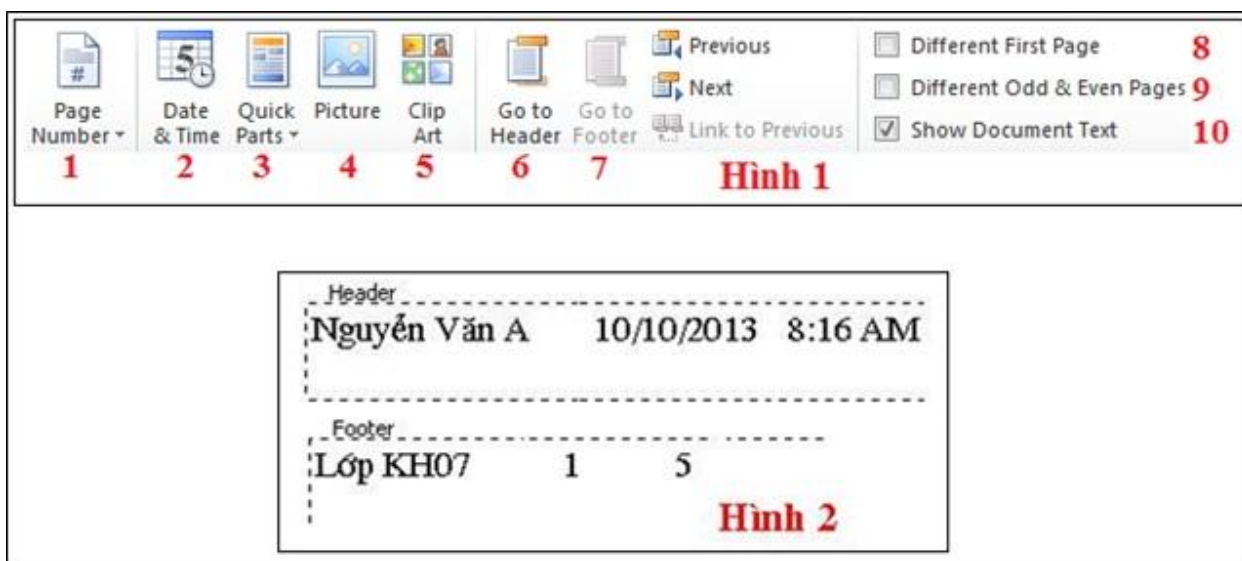 Page Number
1
Date & Time
2
Quick Parts
3
Picture
4
Clip Art
5
Go to Header
6
Go to Footer
7
Previous
Next
Link to Previous
Hình 1
Different First Page 8
Different Odd & Even Pages 9
Show Document Text 10
Header
Nguyễn Văn A 10/10/2013 8:16 AM
Footer
Lớp KH07 1 5
Hình 2